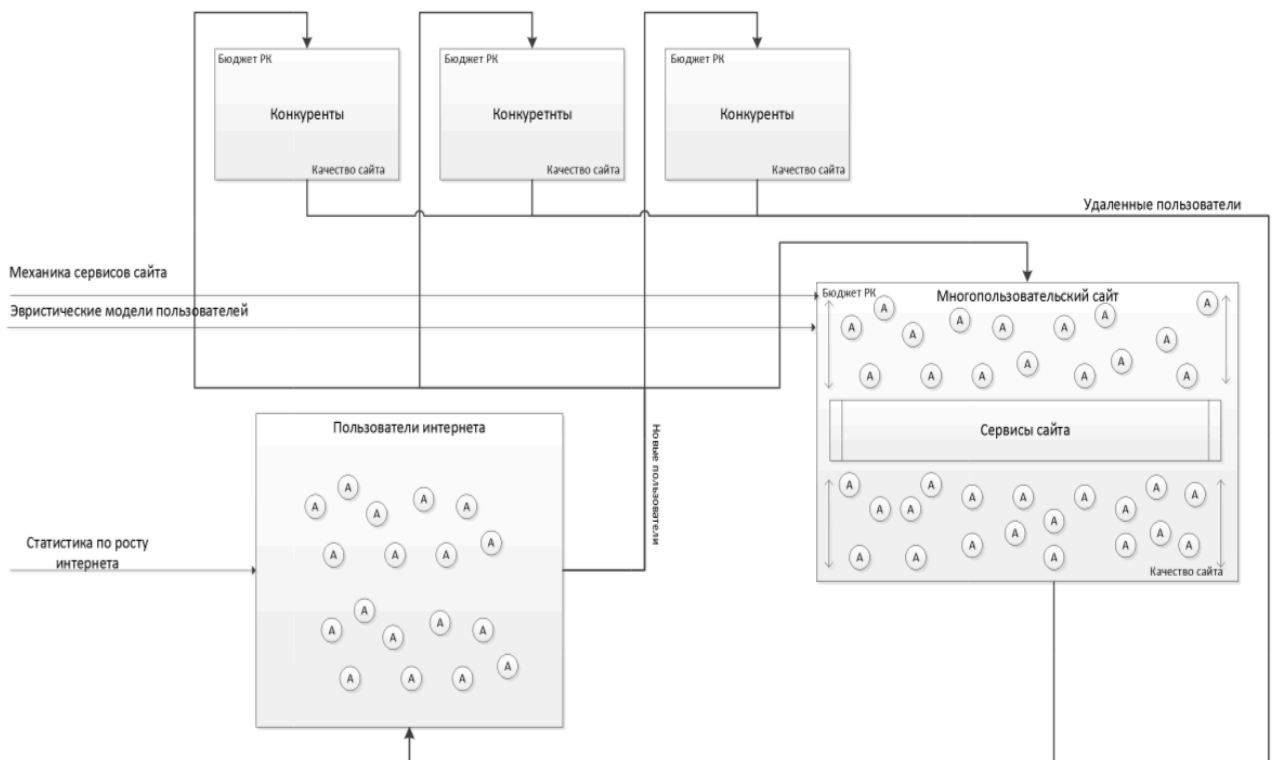 Бюджет РК
Конкуренты
Качество сайта
Бюджет РК
Конкуретнты
Качество сайта
Бюджет РК
Конкуренты
Качество сайта
Удаленные пользователи
Механика сервисов сайта
Эвристические модели пользователей
Бюджет РК
Многопользовательский сайт
A A A A A A A A A
A A A A A A A
Сервисы сайта
A A A A A A A
A A A A A A
A A A A A A
Качество сайта
Новые пользователи
Пользователи интернета
A A A A A
A A A A
A A A A A
A A A A
Статистика по росту
интернета